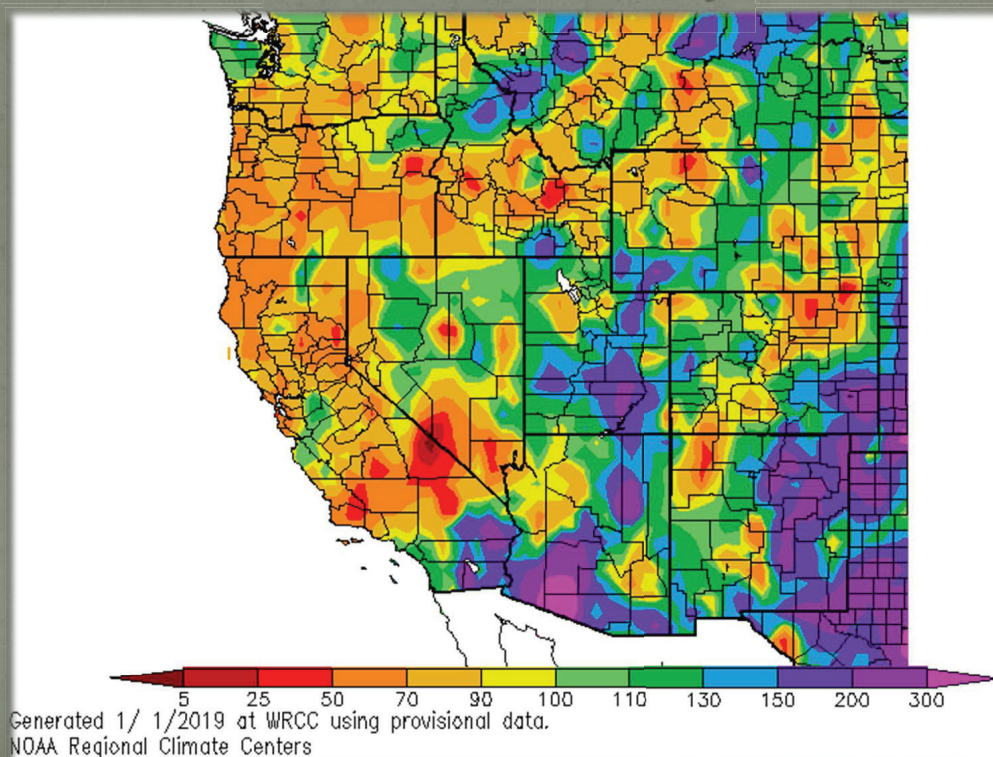 5 25 50 70 90 100 110 130 150 200 300
Generated 1/ 1/2019 at WRCC using provisional data.
NOAA Regional Climate Centers